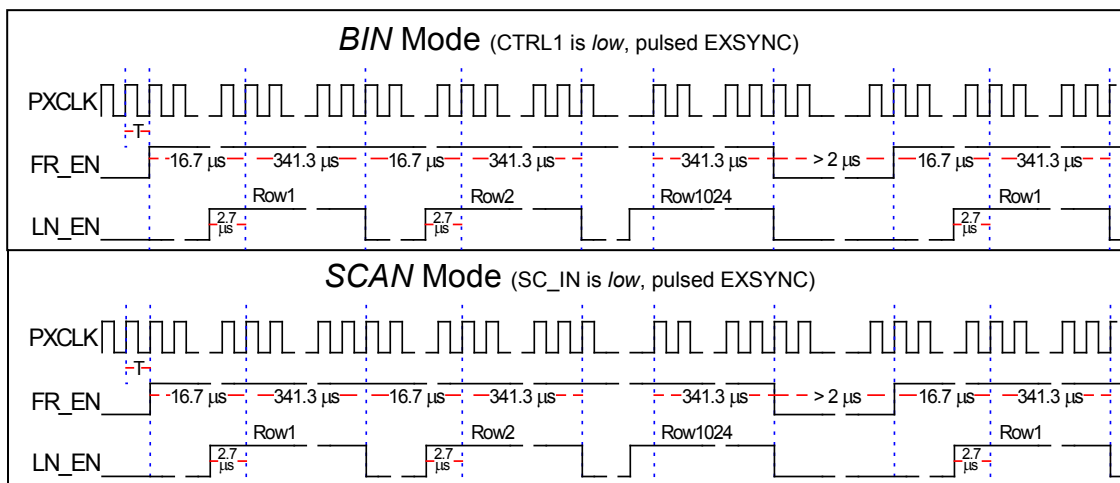 BIN Mode (CTRL1 is low, pulsed EXSYNC)
PXCLK
T
FR_EN 16.7 µs 341.3 µs 16.7 µs 341.3 µs 341.3 µs > 2 µs 16.7 µs 341.3 µs
Row1 Row2 Row1024 Row1
LN_EN 2.7 µs 2.7 µs 2.7 µs
SCAN Mode (SC_IN is low, pulsed EXSYNC)
PXCLK
T
FR_EN 16.7 µs 341.3 µs 16.7 µs 341.3 µs 341.3 µs > 2 µs 16.7 µs 341.3 µs
Row1 Row2 Row1024 Row1
LN_EN 2.7 µs 2.7 µs 2.7 µs